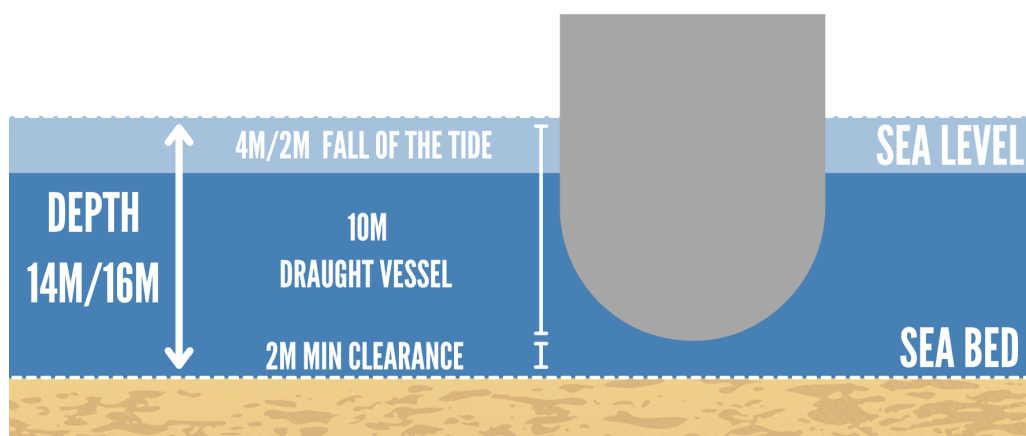 4M/2M FALL OF THE TIDE
SEA LEVEL
DEPTH
14M/16M
10M
DRAUGHT VESSEL
2M MIN CLEARANCE
SEA BED